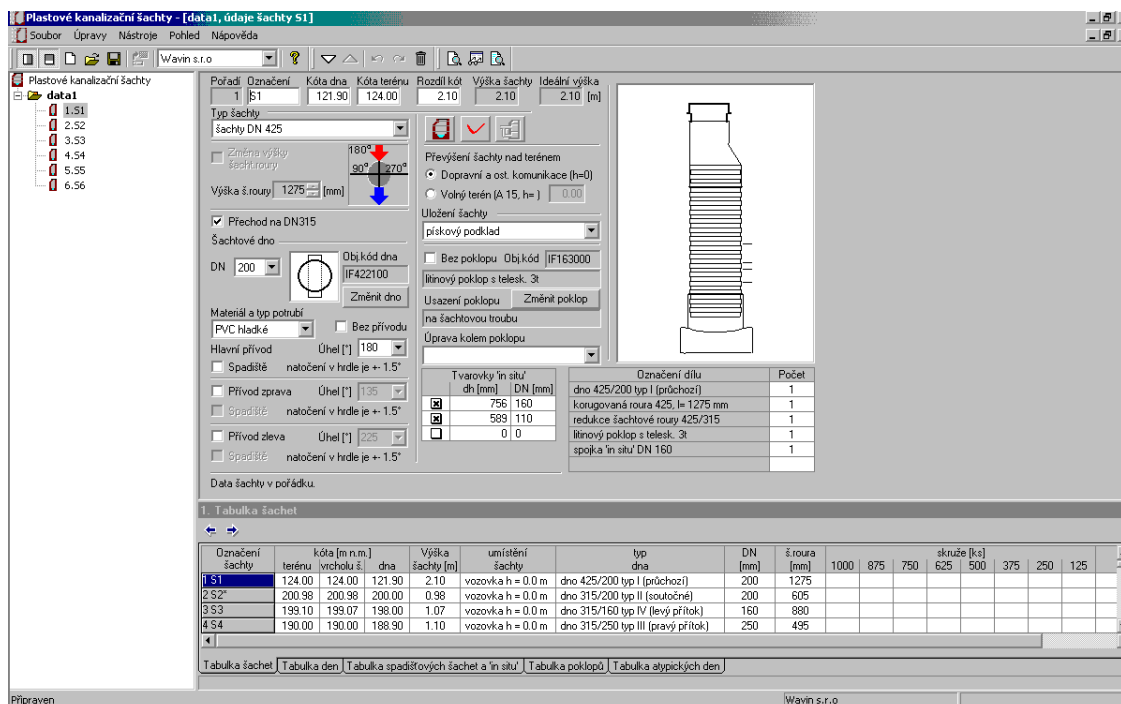 Plastové kanalizační šachty - [data1, údaje šachty S1]
Soubor Úpravy Nástroje Pohled Nápověda
Wavin s.r.o
Plastové kanalizační šachty
data1
1.S1
2.S2
3.S3
4.S4
5.S5
6.S6
Pořadí Označení Kóta dna Kóta terénu Rozdíl kót Výška šachty Ideální výška
1 S1 121.90 124.00 2.10 2.10 2.10 [m]
Typ šachty
šachty DN 425
Změna výšky
šacht.roury
180° 90° 270°
Výška š.roury 1275 [mm]
Přechod na DN315
Šachtové dno
DN 200
Obj.kód dna
IF422100
Změnit dno
Materiál a typ potrubí
PVC hladké Bez přívodu
Hlavní přívod Úhel [°] 180
Spadiště natočení v hrdle je +- 1.5°
Přívod zprava Úhel [°] 135
Spadiště natočení v hrdle je +- 1.5°
Přívod zleva Úhel [°] 225
Spadiště natočení v hrdle je +- 1.5°
Data šachty v pořádku.
Převýšení šachty nad terénem
Dopravní a ost. komunikace (h=0)
Volný terén (A 15, h= ) 0.00
Uložení šachty
pískový podklad
Bez poklopu Obj.kód IF163000
litinový poklop s telesk. 3t
Usazení poklopu Změnit poklop
na šachtovou troubu
Úprava kolem poklopu
Tvarovky 'in situ'
dh [mm] DN [mm]
756 160
589 110
0 0
Označení dílu Počet
dno 425/200 typ I (průchozí) 1
korugovaná roura 425, l= 1275 mm 1
redukce šachtové roury 425/315 1
litinový poklop s telesk. 3t 1
spojka 'in situ' DN 160 1
1. Tabulka šachet
Označení kóta [m n.m.] Výška umístění typ DN š.roura skruže [ks]
šachty terénu vrcholu š. dna šachty [m] šachty dna [mm] [mm] 1000 875 750 625 500 375 250 125
1 S1 124.00 124.00 121.90 2.10 vozovka h = 0.0 m dno 425/200 typ I (průchozí) 200 1275
2 S2* 200.98 200.98 200.00 0.98 vozovka h = 0.0 m dno 315/200 typ II (soutočné) 200 605
3 S3 199.10 199.07 198.00 1.07 vozovka h = 0.0 m dno 315/160 typ IV (levý přítok) 160 880
4 S4 190.00 190.00 188.90 1.10 vozovka h = 0.0 m dno 315/250 typ III (pravý přítok) 250 495
Tabulka šachet Tabulka den Tabulka spadišťových šachet a 'in situ' Tabulka poklopů Tabulka atypických den
Připraven Wavin s.r.o